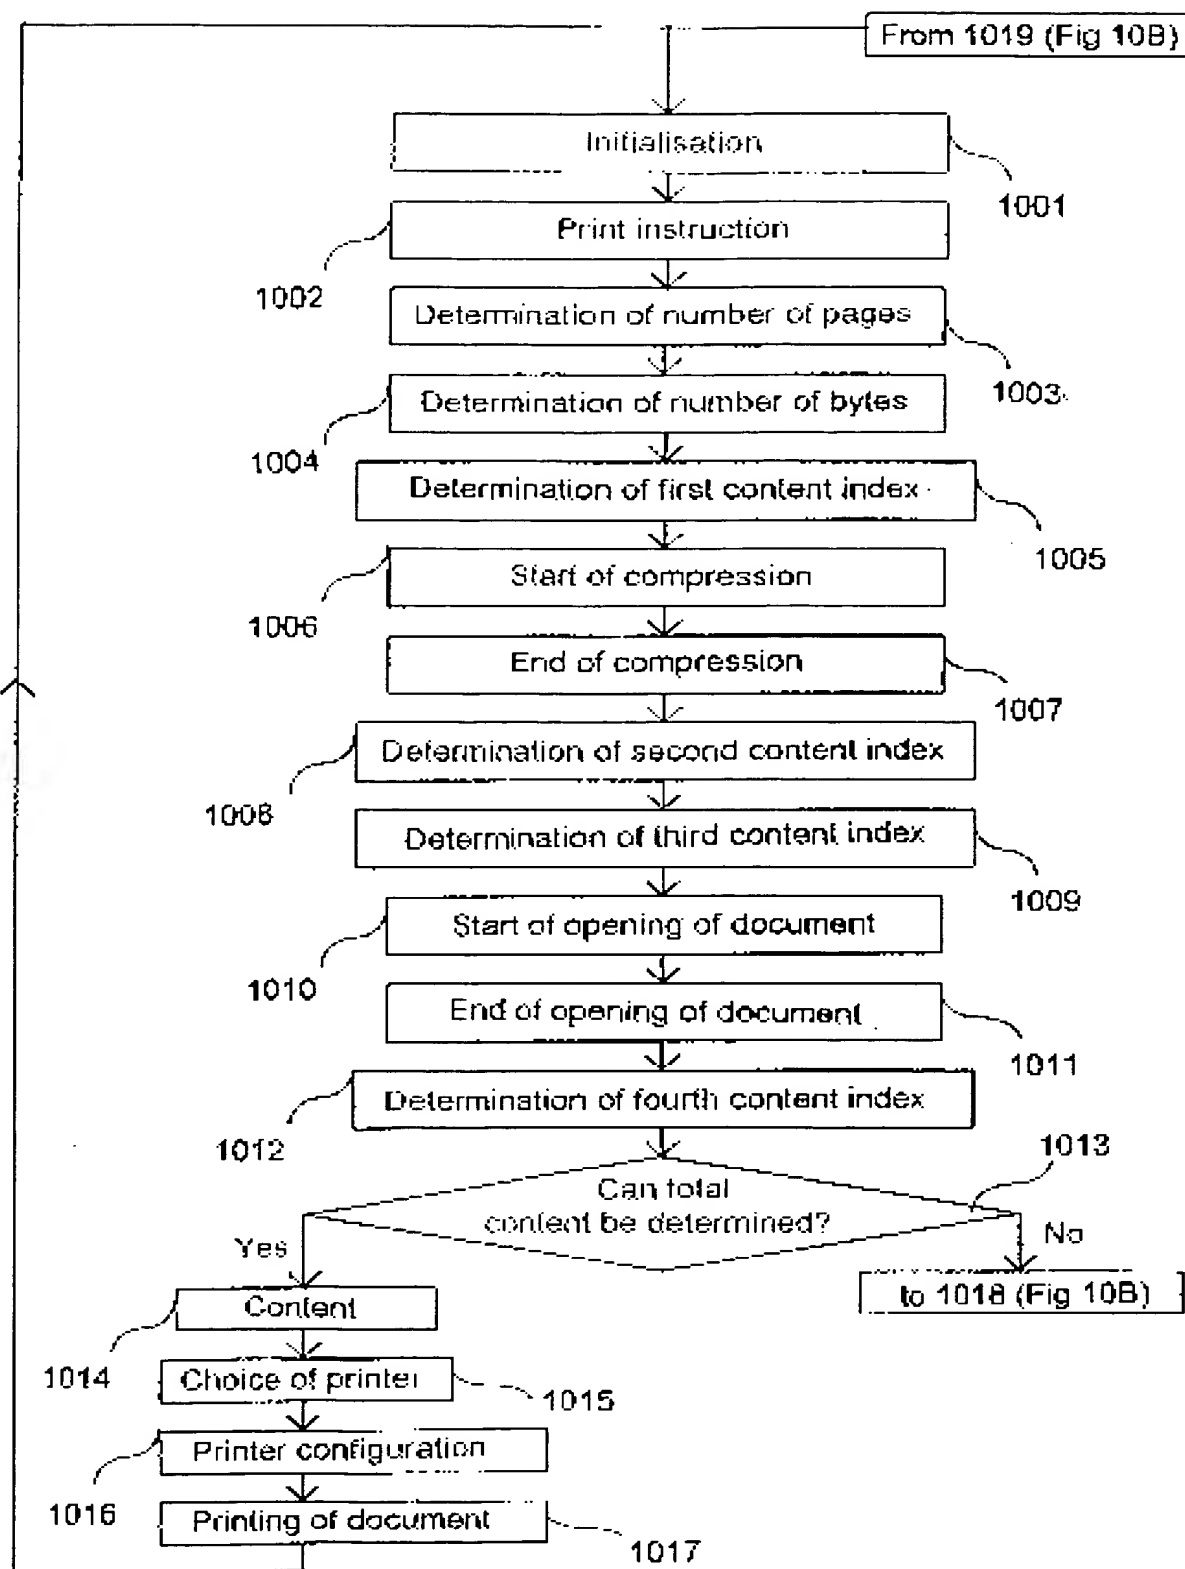 From 1019 (Fig 10B)
Initialisation
1001
Print instruction
1002
Determination of number of pages
1003
Determination of number of bytes
1004
Determination of first content index
1005
Start of compression
1006
End of compression
1007
Determination of second content index
1008
Determination of third content index
1009
Start of opening of document
1010
End of opening of document
1011
Determination of fourth content index
1012
1013
Can total
content be determined?
Yes
No
to 1018 (Fig 10B)
Content
1014
Choice of printer
1015
Printer configuration
1016
Printing of document
1017